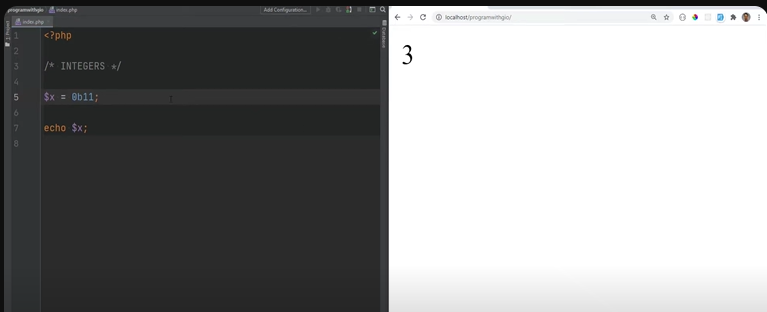 programwithgio index.php Add Configuration...
index.php
localhost/programwithgio/
Database
1 <?php
2
3 /* INTEGERS */
4
5 $x = 0b11;
6
7 echo $x;
8
3